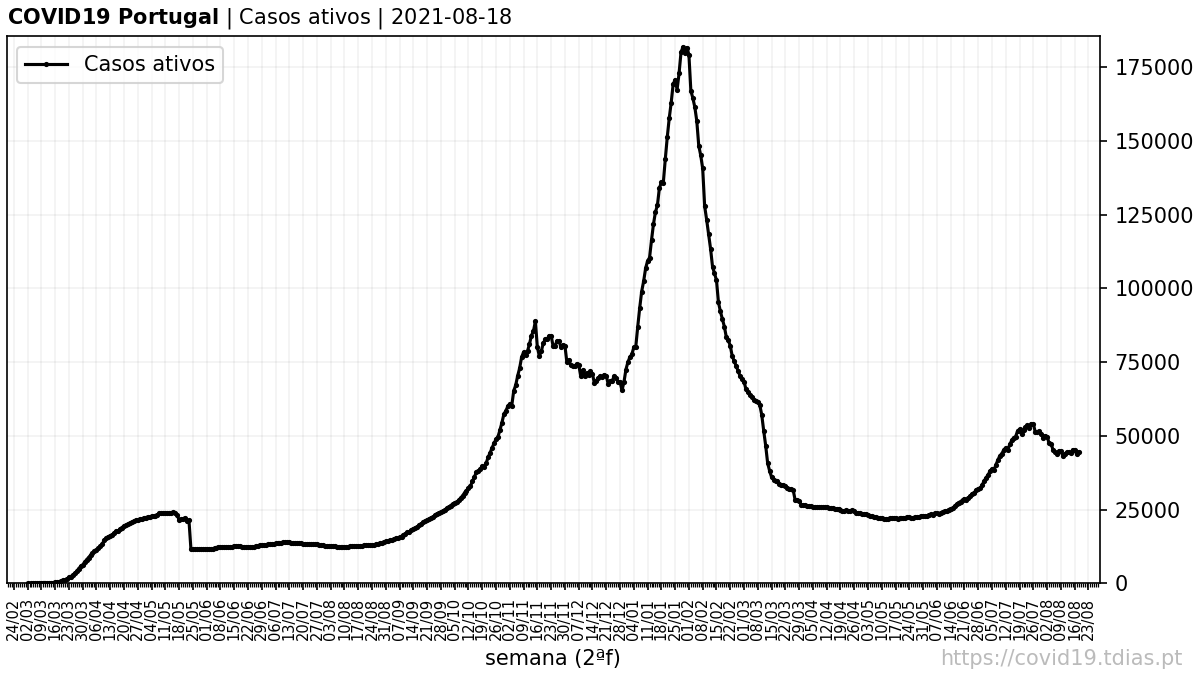 COVID19 Portugal | Casos ativos | 2021-08-18
Casos ativos
175000
150000
125000
100000
75000
50000
25000
0
24/02 02/03 09/03 16/03 23/03 30/03 06/04 13/04 20/04 27/04 04/05 11/05 18/05 25/05 01/06 08/06 15/06 22/06 29/06 06/07 13/07 20/07 27/07 03/08 10/08 17/08 24/08 31/08 07/09 14/09 21/09 28/09 05/10 12/10 19/10 26/10 02/11 09/11 16/11 23/11 30/11 07/12 14/12 21/12 28/12 04/01 11/01 18/01 25/01 01/02 08/02 15/02 22/02 01/03 08/03 15/03 22/03 29/03 05/04 12/04 19/04 26/04 03/05 10/05 17/05 24/05 31/05 07/06 14/06 21/06 28/06 05/07 12/07 19/07 26/07 02/08 09/08 16/08 23/08
semana (2ªf)
https://covid19.tdias.pt